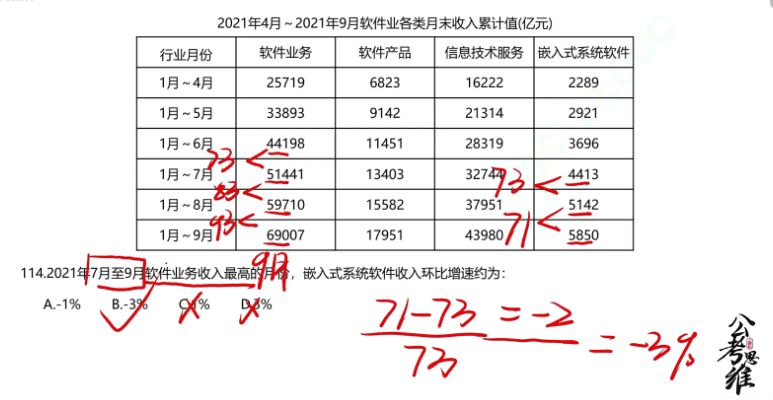 2021年4月～2021年9月软件业各类月末收入累计值(亿元)
行业月份 软件业务 软件产品 信息技术服务 嵌入式系统软件
1月～4月 25719 6823 16222 2289
1月～5月 33893 9142 21314 2921
1月～6月 44198 11451 28319 3696
73<
1月～7月 51441 13403 32744 73< 4413
83<
1月～8月 59710 15582 37951 5142
93< 71<
1月～9月 69007 17951 43980 5850
9月
114.2021年7月至9月软件业务收入最高的月份，嵌入式系统软件收入环比增速约为：
A.-1% B.-3% C.1% D.3%
71-73 = -2
73 = -3%
公考思维